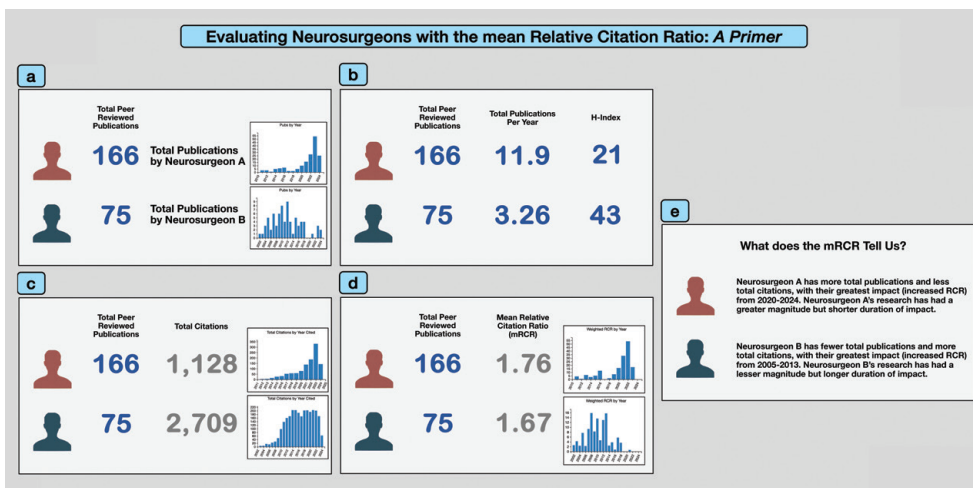 Evaluating Neurosurgeons with the mean Relative Citation Ratio: A Primer
a
Total Peer
Reviewed
Publications
166
Total Publications
by Neurosurgeon A
Pubs by Year
75
Total Publications
by Neurosurgeon B
Pubs by Year
b
Total Peer
Reviewed
Publications
Total Publications
Per Year
H-Index
166
11.9
21
75
3.26
43
c
Total Peer
Reviewed
Publications
Total Citations
166
1,128
Total Citations by Year Cited
75
2,709
Total Citations by Year Cited
d
Total Peer
Reviewed
Publications
Mean Relative
Citation Ratio
(mRCR)
166
1.76
Weighted RCR by Year
75
1.67
Weighted RCR by Year
e
What does the mRCR Tell Us?
Neurosurgeon A has more total publications and less
total citations, with their greatest impact (increased RCR)
from 2020-2024. Neurosurgeon A's research has had a
greater magnitude but shorter duration of impact.
Neurosurgeon B has fewer total publications and more
total citations, with their greatest impact (increased RCR)
from 2005-2013. Neurosurgeon B's research has had a
lesser magnitude but longer duration of impact.